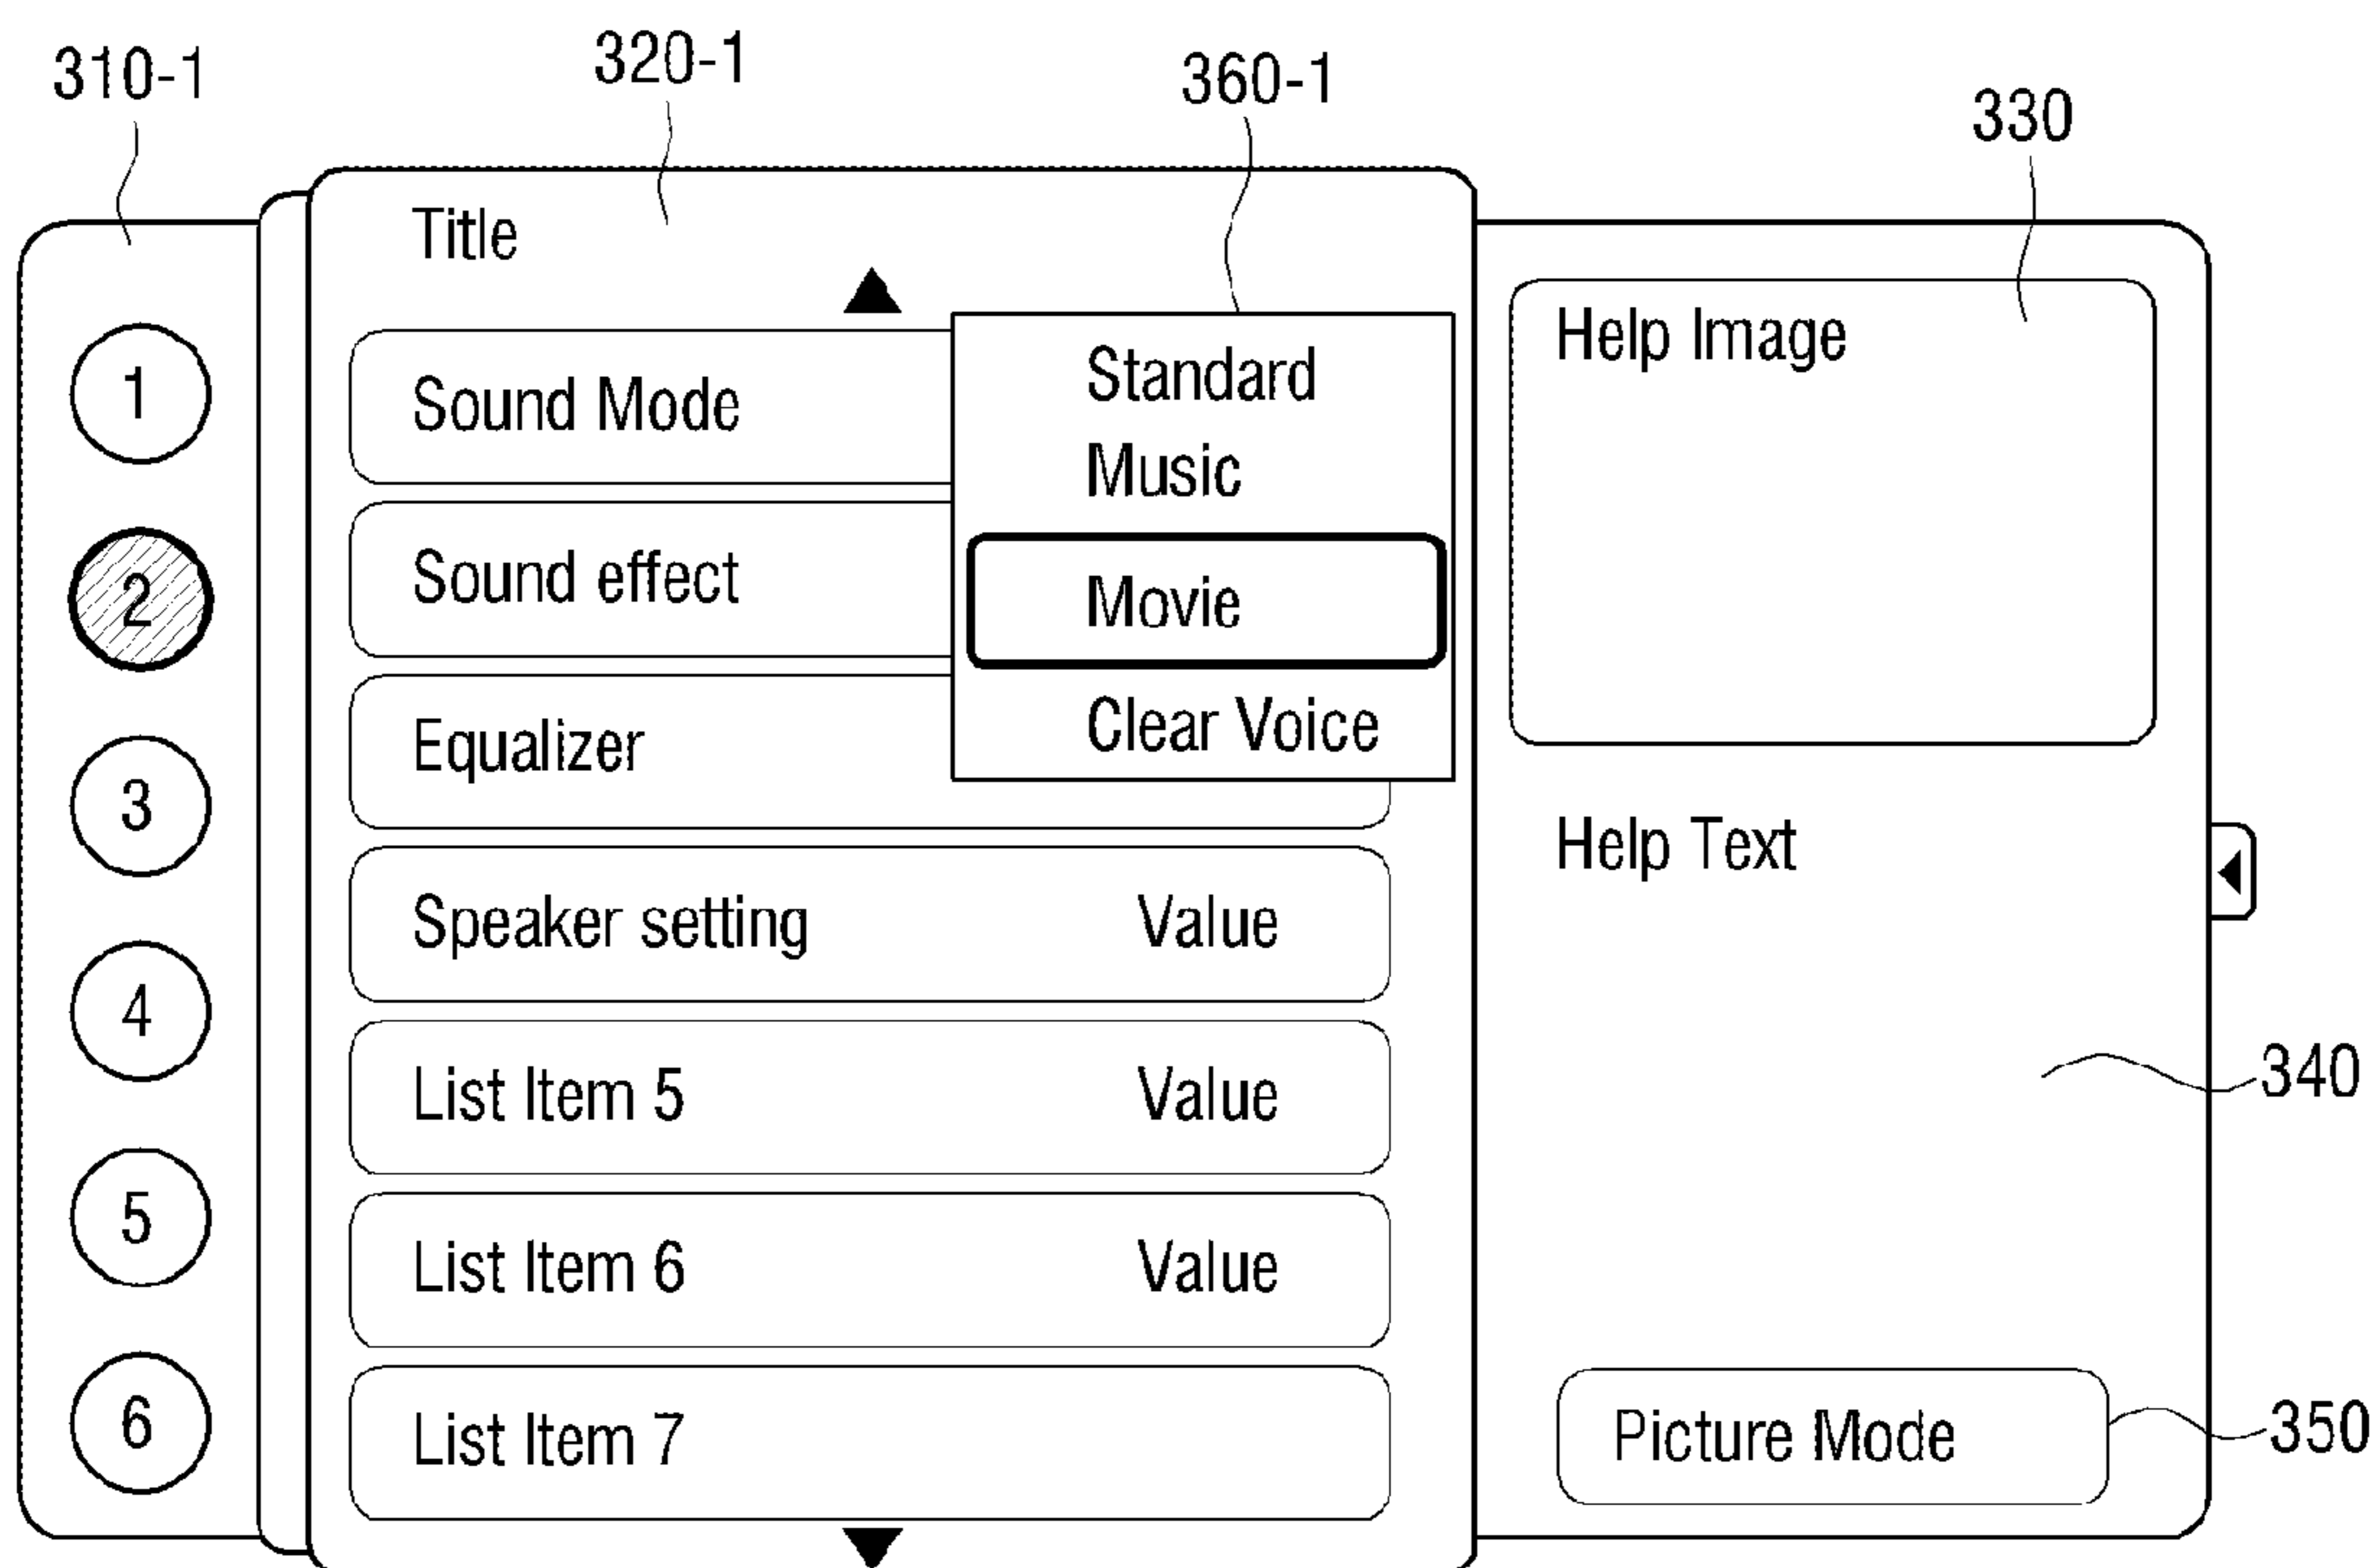 310-1
320-1
360-1
330
1
2
3
4
5
6
Title
Sound Mode
Sound effect
Equalizer
Speaker setting Value
List Item 5 Value
List Item 6 Value
List Item 7
Standard
Music
Movie
Clear Voice
Help Image
Help Text
340
Picture Mode
350